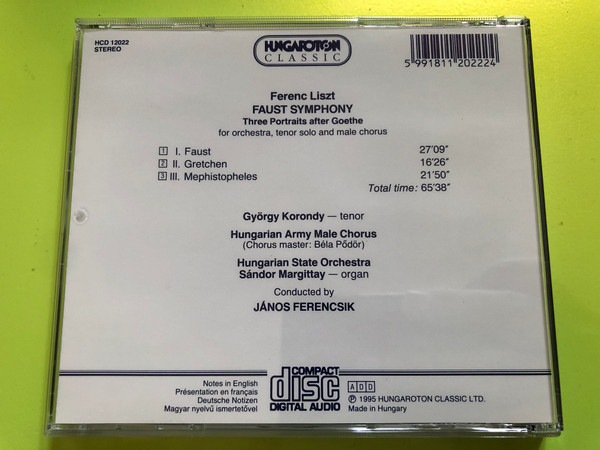 HCD 12022
STEREO
HUNGAROTON
CLASSIC
5 991811 202224
Ferenc Liszt
FAUST SYMPHONY
Three Portraits after Goethe
for orchestra, tenor solo and male chorus
1 I. Faust 27'09"
2 II. Gretchen 16'26"
3 III. Mephistopheles 21'50"
Total time: 65'38"
György Korondy — tenor
Hungarian Army Male Chorus
(Chorus master: Béla Pődör)
Hungarian State Orchestra
Sándor Margittay — organ
Conducted by
JÁNOS FERENCSIK
Notes in English
Présentation en français
Deutsche Notizen
Magyar nyelvű ismertetővel
COMPACT
disc
DIGITAL AUDIO
ADD
℗ 1995 HUNGAROTON CLASSIC LTD.
Made in Hungary